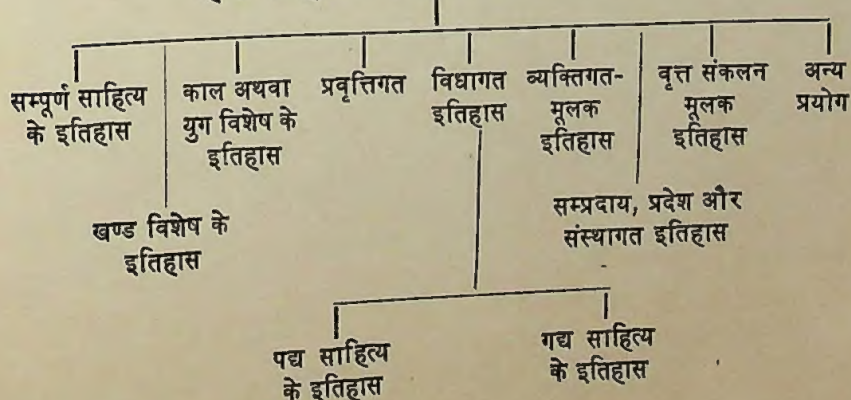 सम्पूर्ण साहित्य
के इतिहास
खण्ड विशेष के
इतिहास
काल अथवा
युग विशेष के
इतिहास
प्रवृत्तिगत
विधागत
इतिहास
व्यक्तिगत-
मूलक
इतिहास
सम्प्रदाय, प्रदेश और
संस्थागत इतिहास
वृत्त संकलन
मूलक
इतिहास
अन्य
प्रयोग
पद्य साहित्य
के इतिहास
गद्य साहित्य
के इतिहास